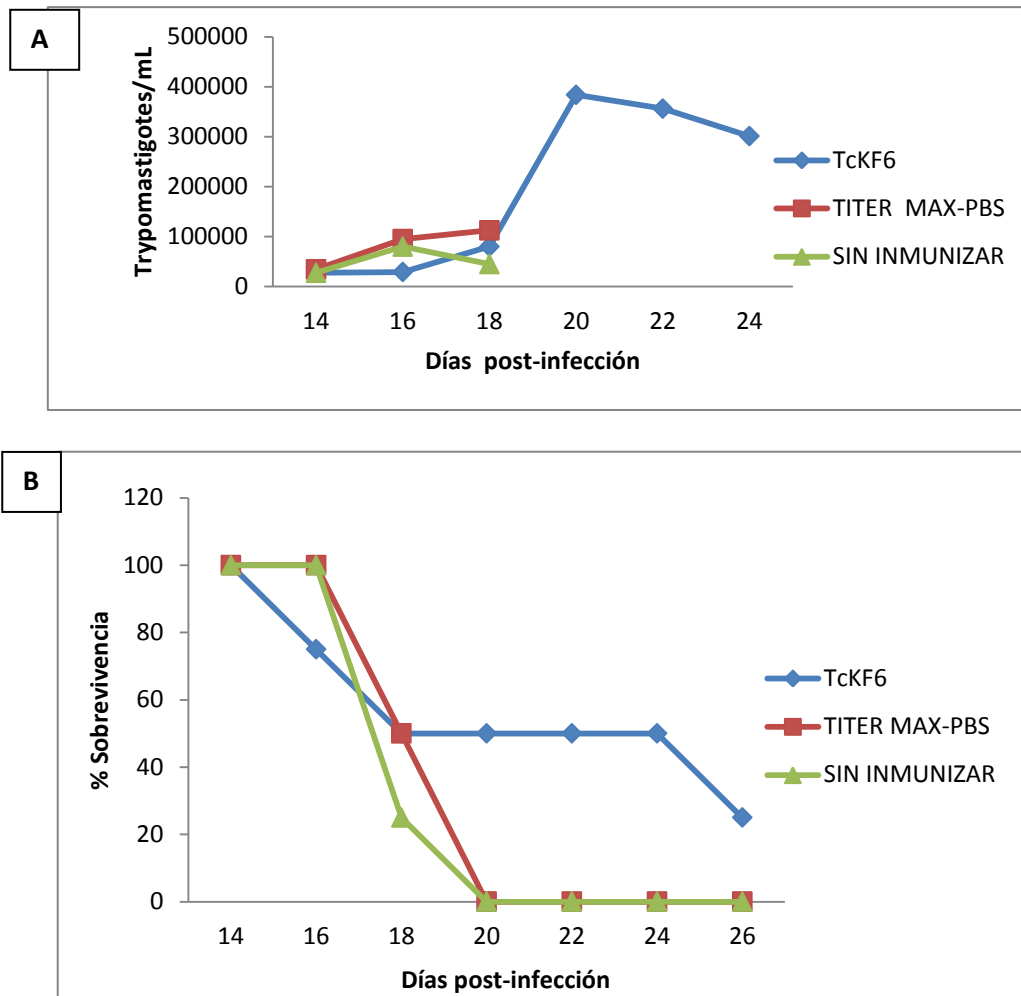 A
Trypomastigotes/mL
500000
400000
300000
200000
100000
0
14 16 18 20 22 24
Días post-infección
TcKF6
TITER MAX-PBS
SIN INMUNIZAR
B
% Sobrevivencia
120
100
80
60
40
20
0
14 16 18 20 22 24 26
Días post-infección
TcKF6
TITER MAX-PBS
SIN INMUNIZAR